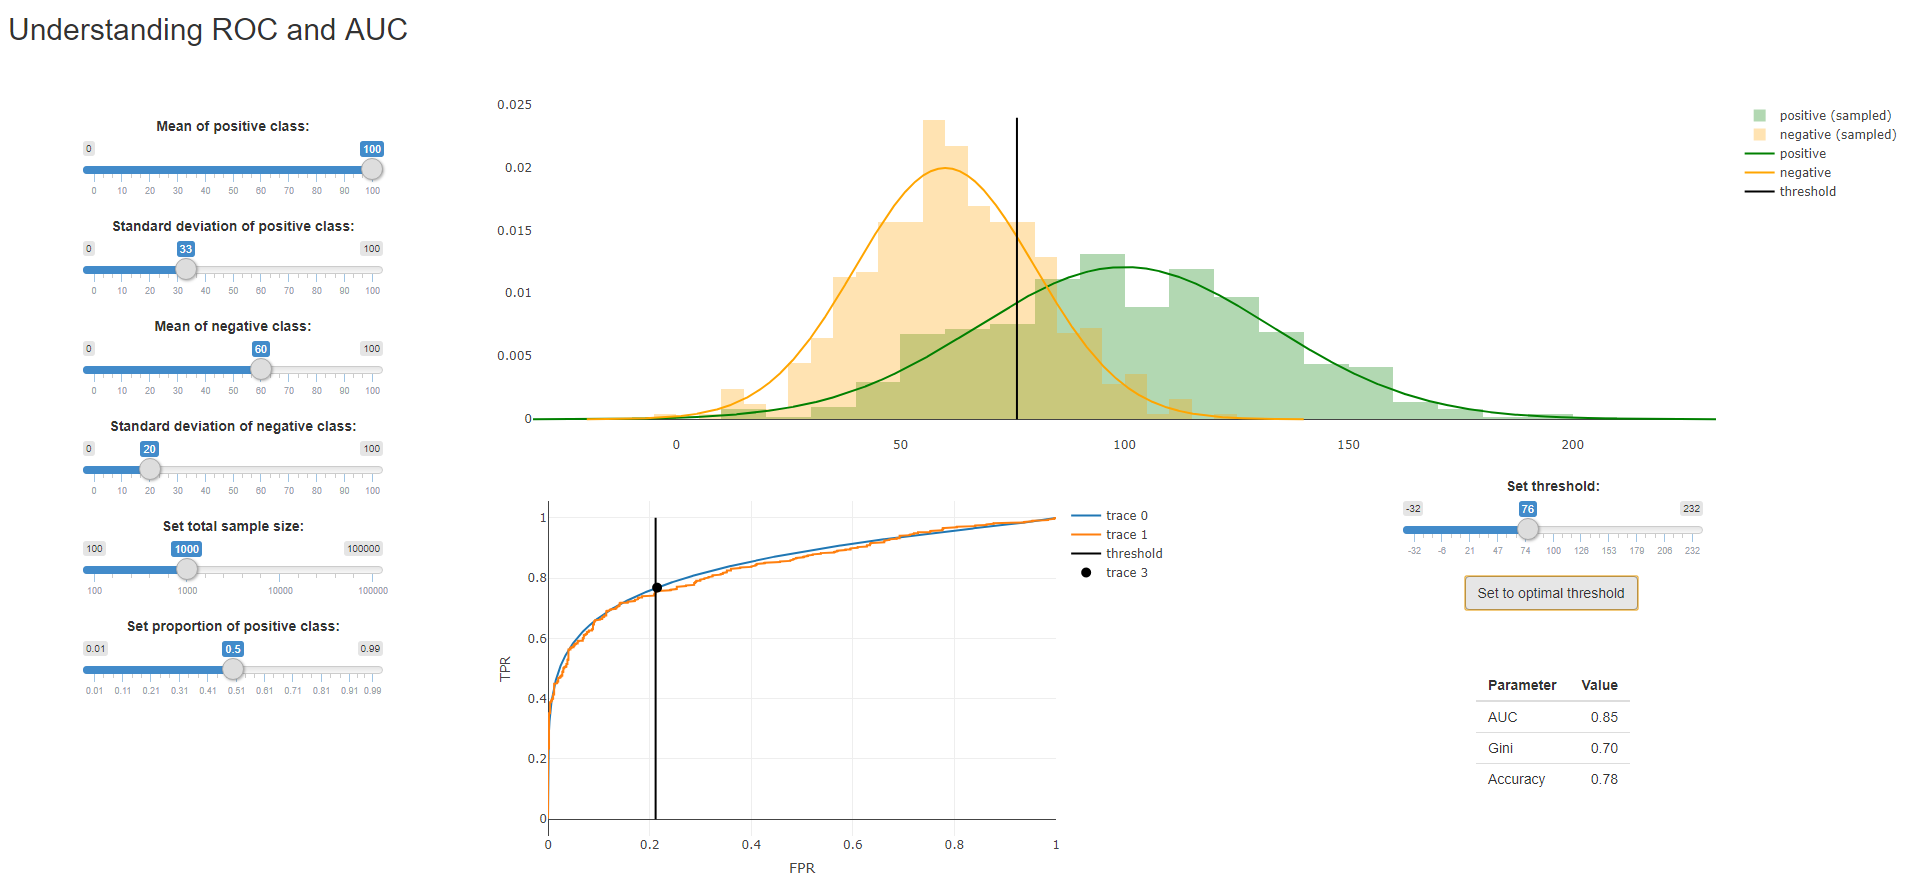 Understanding ROC and AUC
Mean of positive class:
0 100
0 10 20 30 40 50 60 70 80 90 100
Standard deviation of positive class:
0 33 100
0 10 20 30 40 50 60 70 80 90 100
Mean of negative class:
0 60 100
0 10 20 30 40 50 60 70 80 90 100
Standard deviation of negative class:
0 20 100
0 10 20 30 40 50 60 70 80 90 100
Set total sample size:
100 1000 100000
100 1000 10000 100000
Set proportion of positive class:
0.01 0.5 0.99
0.01 0.11 0.21 0.31 0.41 0.51 0.61 0.71 0.81 0.91 0.99
0.025
0.02
0.015
0.01
0.005
0
0 50 100 150 200
positive (sampled)
negative (sampled)
positive
negative
threshold
1
0.8
0.6
0.4
0.2
0
TPR
0 0.2 0.4 0.6 0.8 1
FPR
trace 0
trace 1
threshold
trace 3
Set threshold:
-32 76 232
-32 -6 21 47 74 100 126 153 179 206 232
Set to optimal threshold
Parameter Value
AUC 0.85
Gini 0.70
Accuracy 0.78